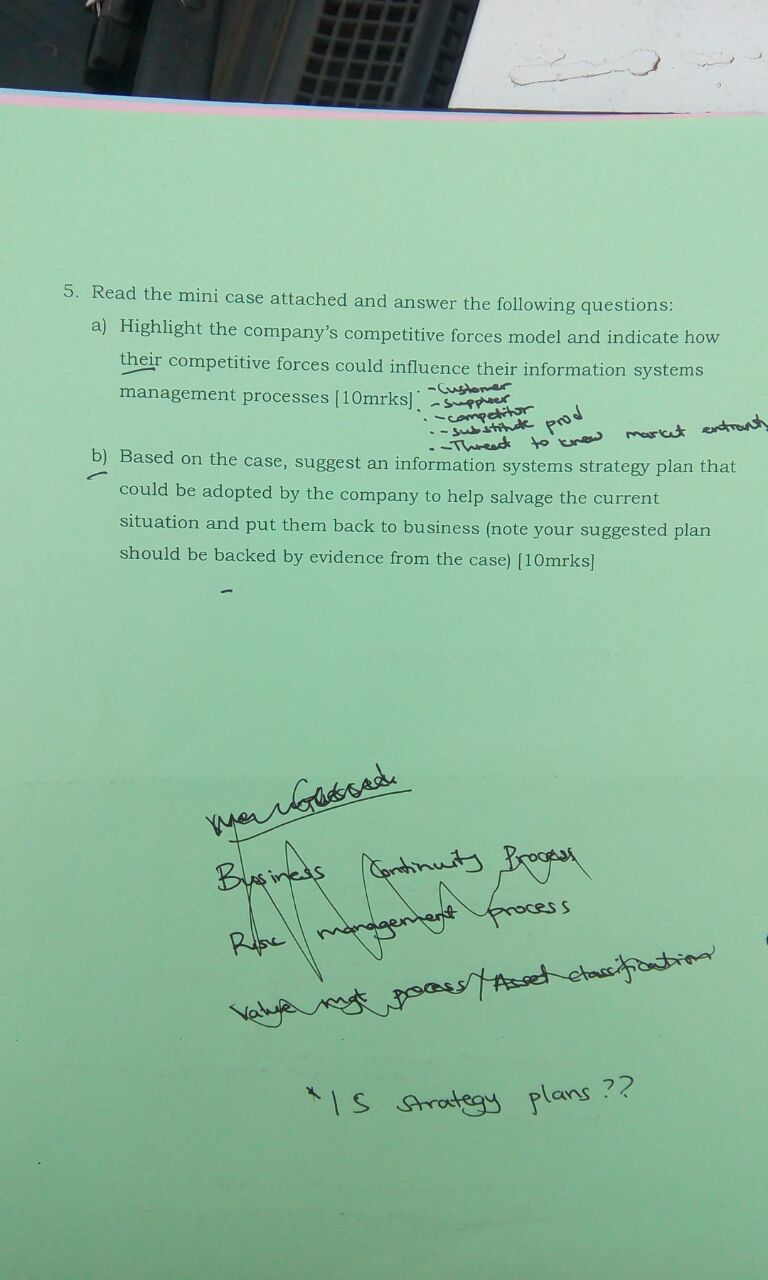 5. Read the mini case attached and answer the following questions:
a) Highlight the company's competitive forces model and indicate how
their competitive forces could influence their information systems
management processes [10mrks]
- Customer
- Supplier
- competitor
- substitute prod
- Threat to new market entrants
b) Based on the case, suggest an information systems strategy plan that
could be adopted by the company to help salvage the current
situation and put them back to business (note your suggested plan
should be backed by evidence from the case) [10mrks]
Business Continuity Process
Risk management process
Value mgt process / Asset classification
* IS strategy plans??